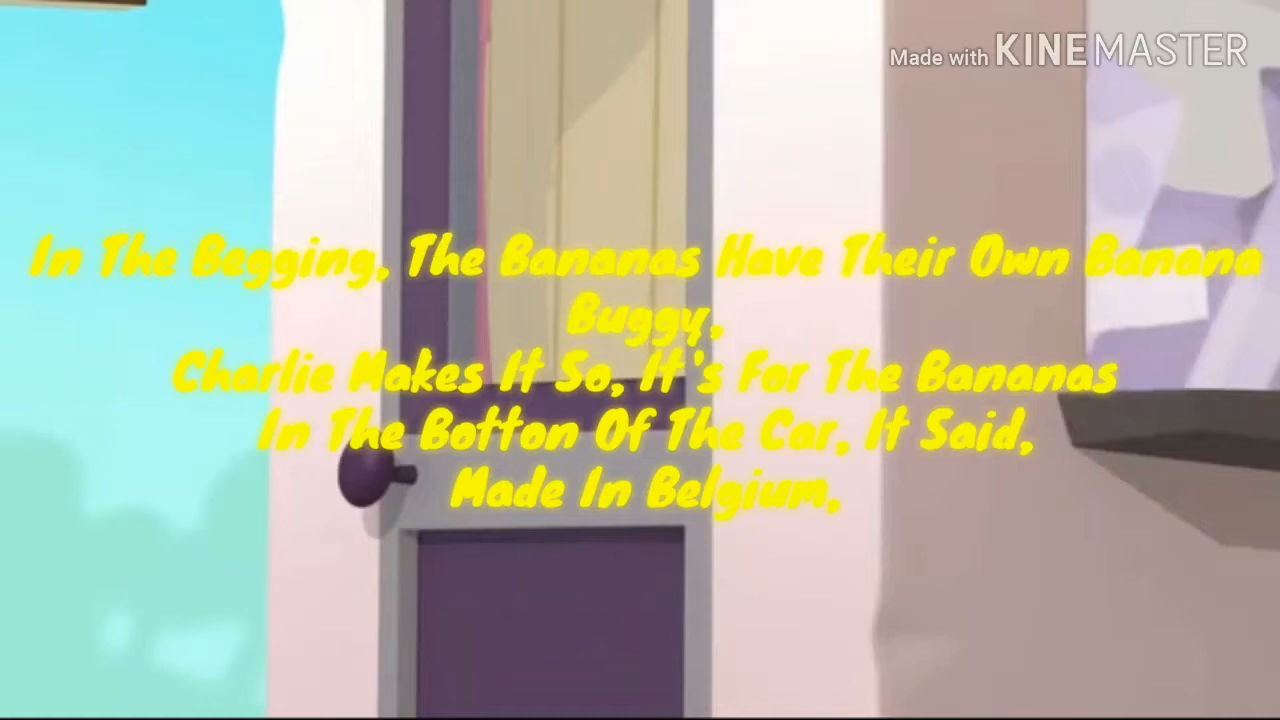 Made with KINEMASTER
In The Begging, The Bananas Have Their Own Banana
Buggy,
Charlie Makes It So, It's For The Bananas
In The Botton Of The Car, It Said,
Made In Belgium,